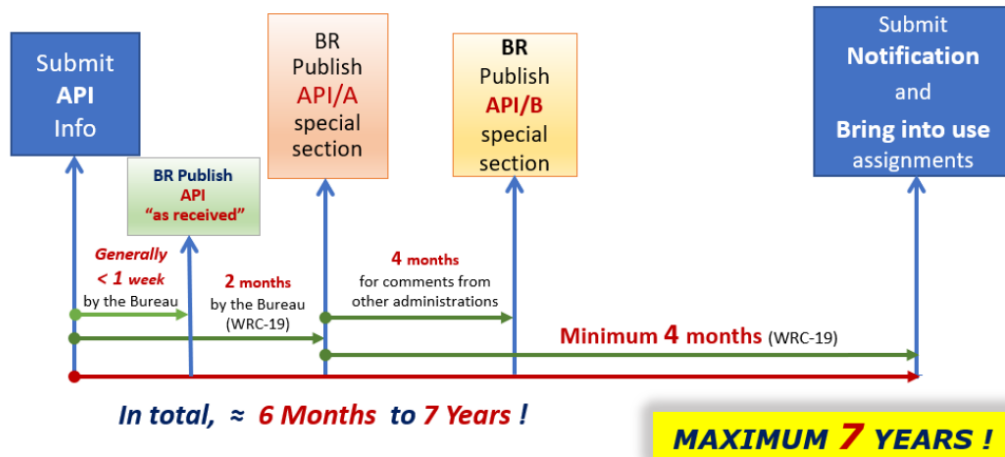 Submit
API
Info
BR Publish
API
“as received”
BR
Publish
API/A
special
section
BR
Publish
API/B
special
section
Submit
Notification
and
Bring into use
assignments
Generally
< 1 week
by the Bureau
2 months
by the Bureau
(WRC-19)
4 months
for comments from
other administrations
Minimum 4 months (WRC-19)
In total, ≈ 6 Months to 7 Years !
MAXIMUM 7 YEARS !